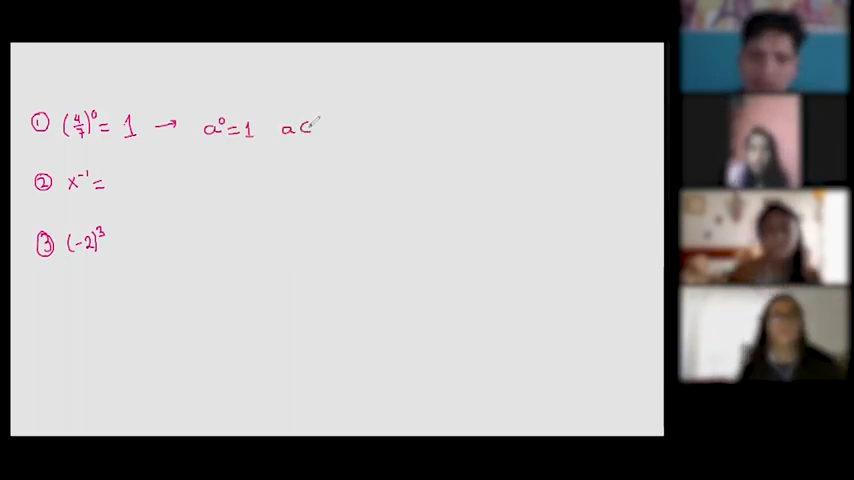 ① (4/7)⁰ = 1 → a⁰ = 1 a
② x⁻¹ =
③ (-2)³